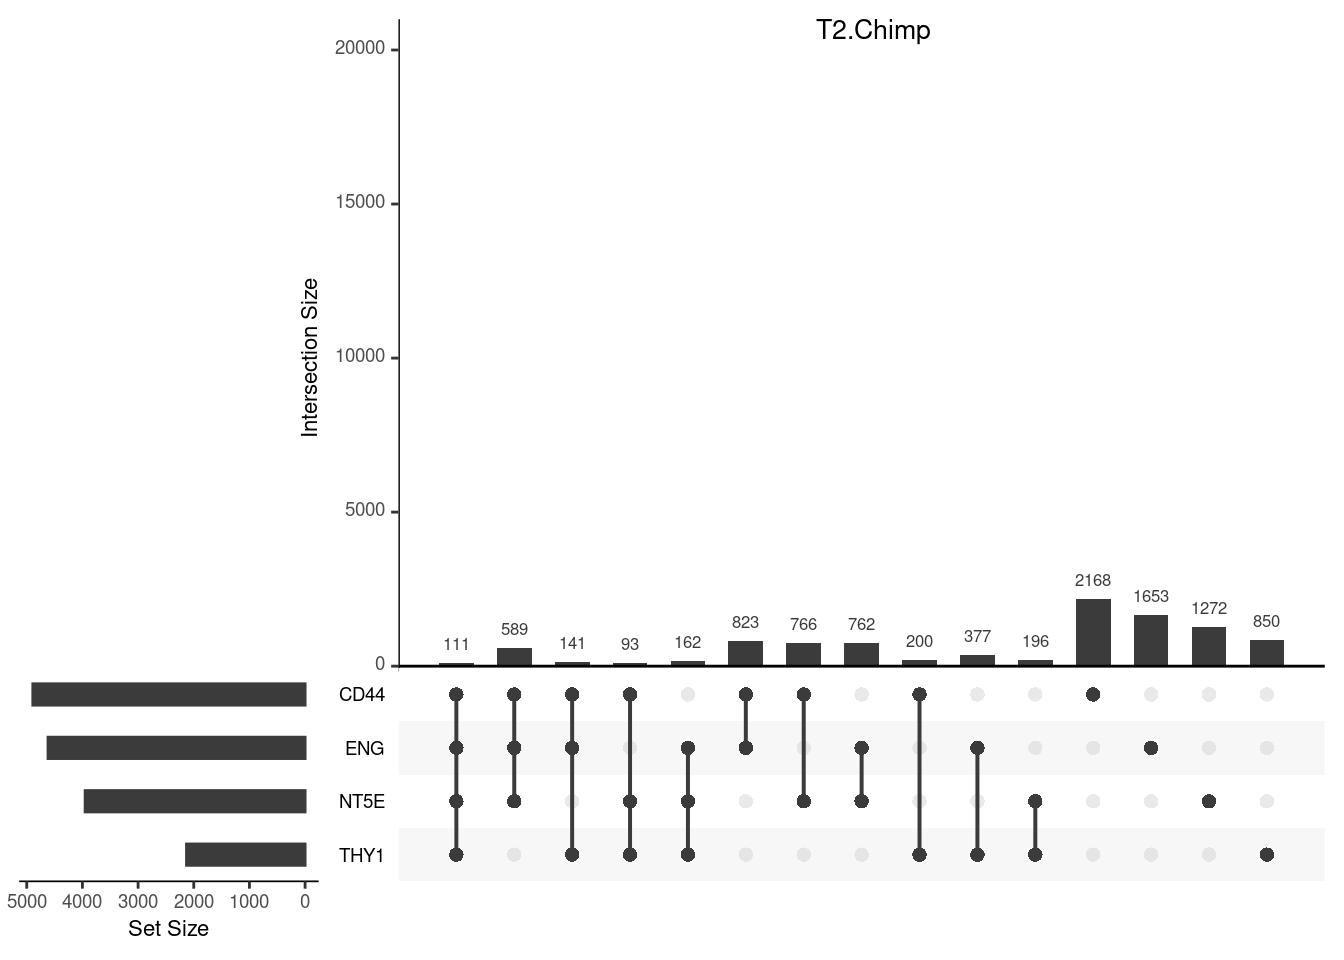 T2.Chimp
20000
15000
10000
5000
0
Intersection Size
111 589 141 93 162 823 766 762 200 377 196 2168 1653 1272 850
CD44
ENG
NT5E
THY1
5000 4000 3000 2000 1000 0
Set Size